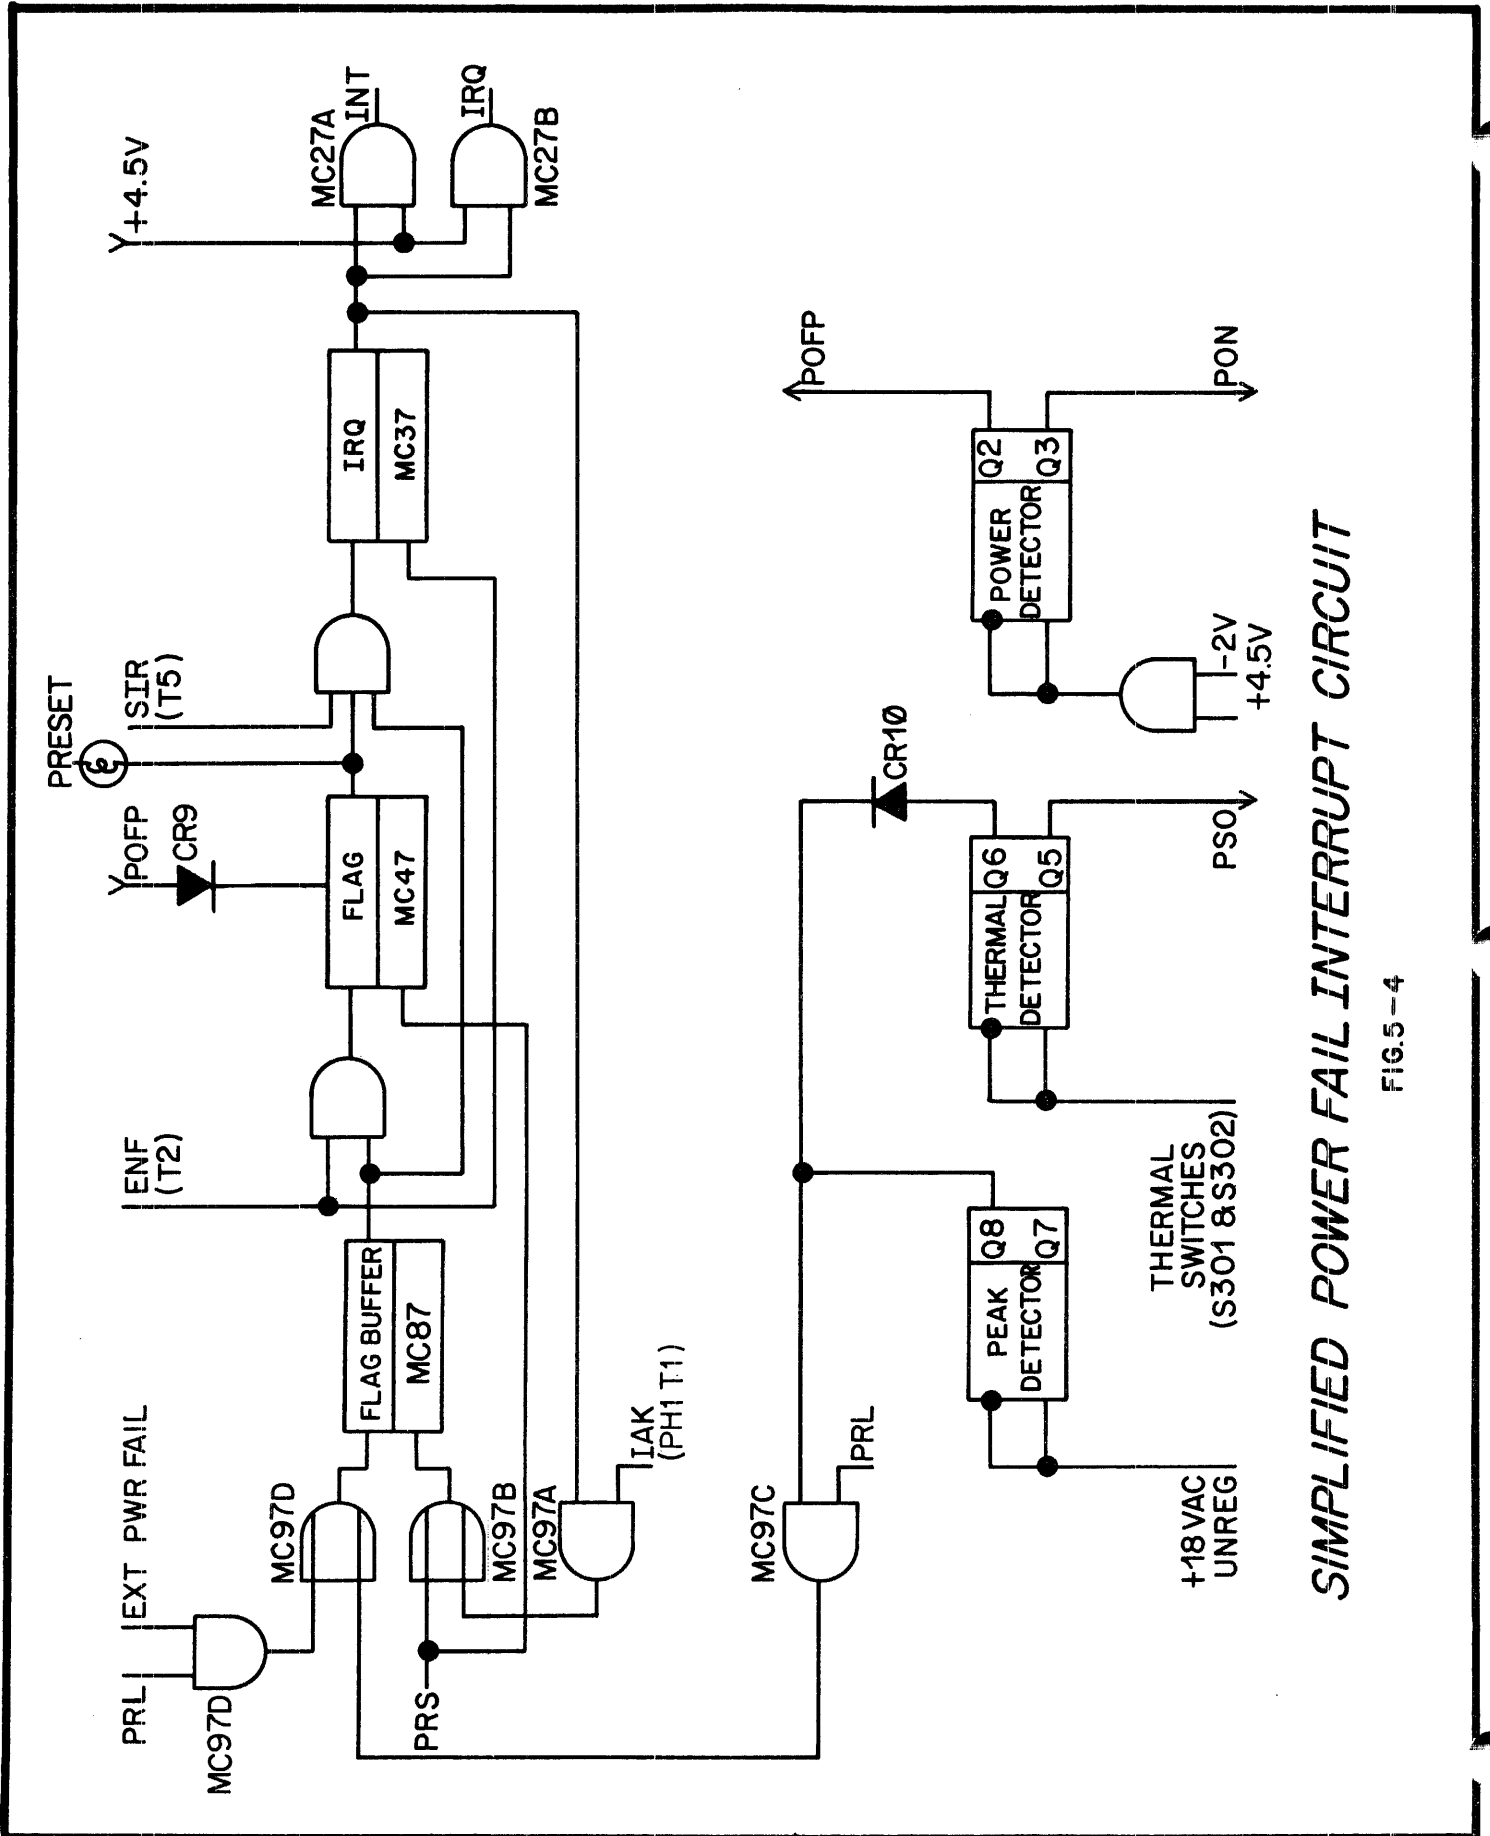 PRL
EXT PWR FAIL
ENF
(T2)
POFP
CR9
PRESET
SIR
(T5)
+4.5V
MC97D
MC97D
FLAG BUFFER
MC87
FLAG
MC47
IRQ
MC37
MC27A
INT
IRQ
MC27B
PRS
MC97B
MC97A
IAK
(PH1 T1)
MC97C
PRL
CR10
POFP
PEAK
DETECTOR
Q8
Q7
THERMAL
DETECTOR
Q6
Q5
POWER
DETECTOR
Q2
Q3
+18VAC
UNREG
THERMAL
SWITCHES
(S301 & S302)
PSO
-2V
+4.5V
PON
SIMPLIFIED POWER FAIL INTERRUPT CIRCUIT
FIG.5-4